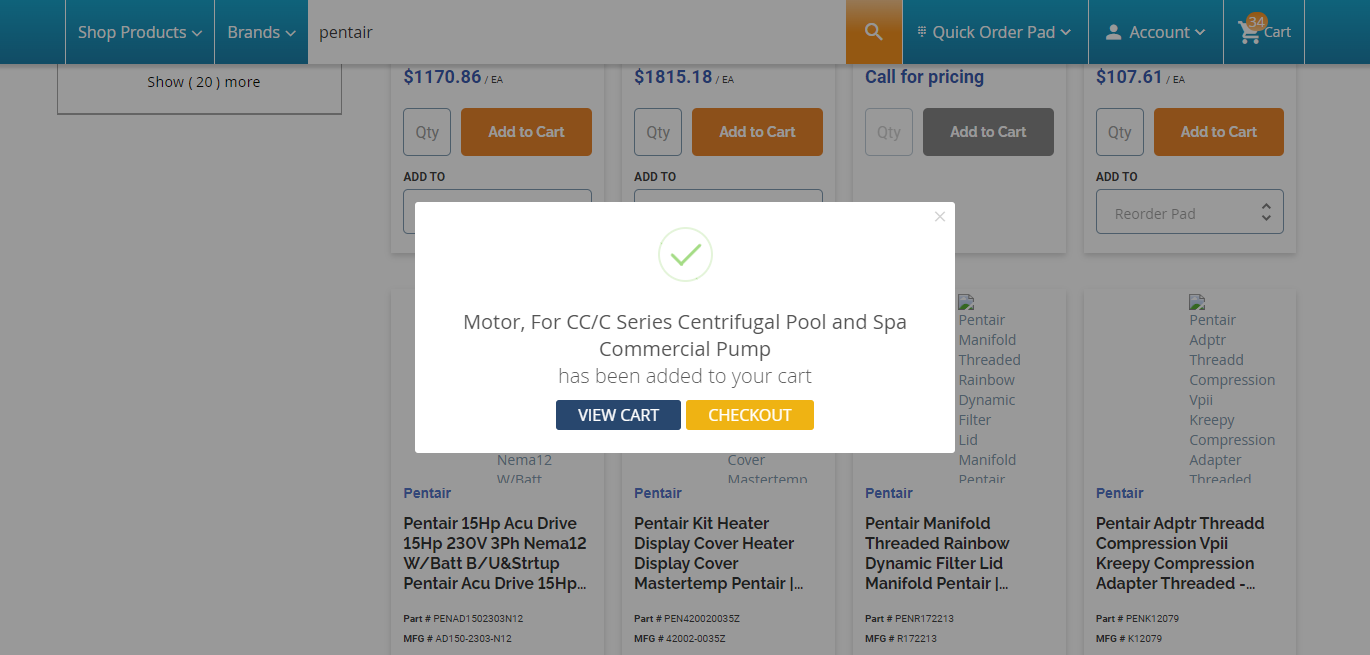 Shop Products
Brands
pentair
Quick Order Pad
Account
34
Cart
Show ( 20 ) more
$1170.86 / EA
$1815.18 / EA
Call for pricing
$107.61 / EA
Qty
Add to Cart
Qty
Add to Cart
Qty
Add to Cart
Qty
Add to Cart
ADD TO
ADD TO
ADD TO
Reorder Pad
×
Motor, For CC/C Series Centrifugal Pool and Spa
Commercial Pump
has been added to your cart
VIEW CART
CHECKOUT
Nema12
W/Batt
Cover
Mastertemp
Pentair
Manifold
Threaded
Rainbow
Dynamic
Filter
Lid
Manifold
Pentair
Pentair
Adptr
Threadd
Compression
Vpii
Kreepy
Compression
Adapter
Threaded
Pentair
Pentair 15Hp Acu Drive
15Hp 230V 3Ph Nema12
W/Batt B/U&Strtup
Pentair Acu Drive 15Hp...
Part # PENAD1502303N12
MFG # AD150-2303-N12
Pentair
Pentair Kit Heater
Display Cover Heater
Display Cover
Mastertemp Pentair |...
Part # PEN420020035Z
MFG # 42002-0035Z
Pentair
Pentair Manifold
Threaded Rainbow
Dynamic Filter Lid
Manifold Pentair |...
Part # PENR172213
MFG # R172213
Pentair
Pentair Adptr Threadd
Compression Vpii
Kreepy Compression
Adapter Threaded -...
Part # PENK12079
MFG # K12079